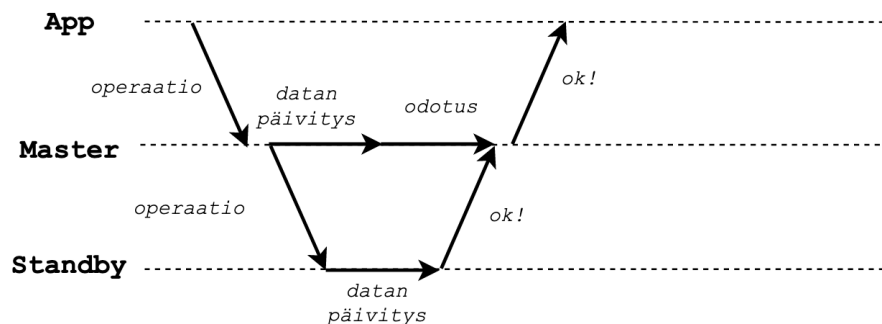 App
operaatio
datan
päivitys
odotus
ok!
Master
operaatio
ok!
Standby
datan
päivitys